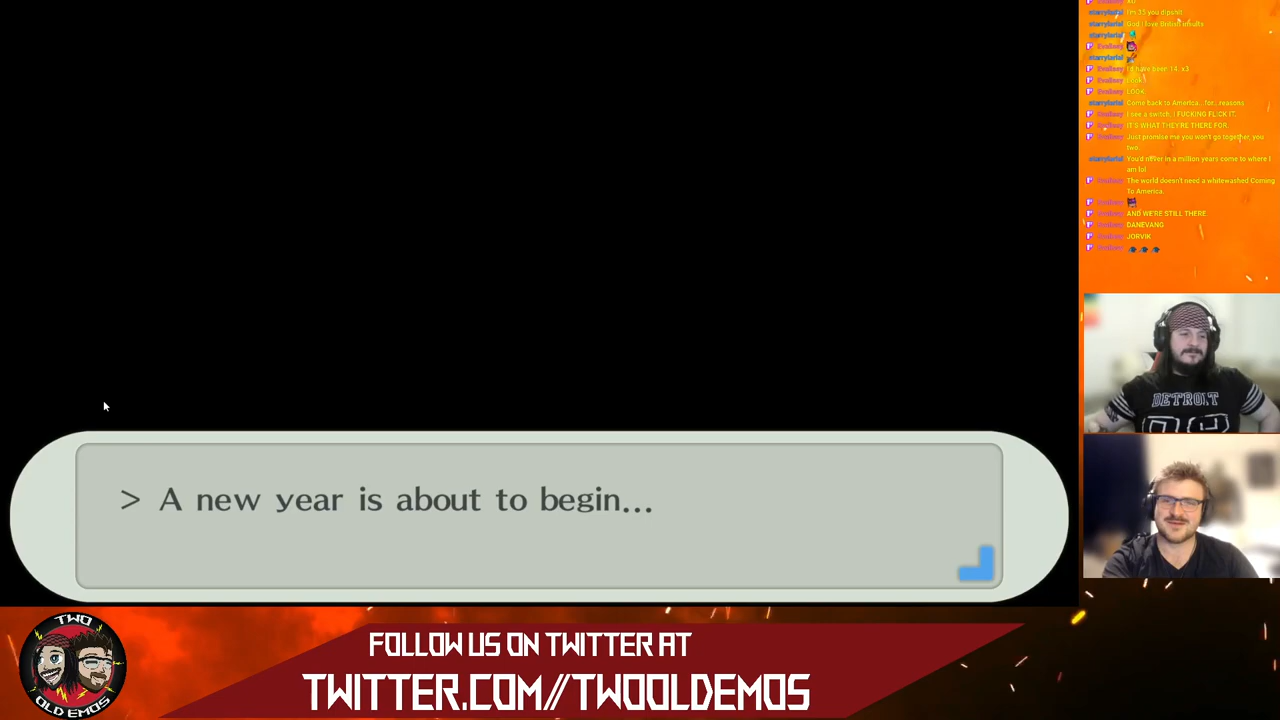 I'm 35 you dipshit
God I love British insults
I'd have been 14. x3
Look.
LOOK.
Come back to America...for...reasons
I see a switch, I FUCKING FLICK IT.
IT'S WHAT THEY'RE THERE FOR.
Just promise me you won't go together, you
two.
You'd never in a million years come to where I
am lol
The world doesn't need a whitewashed Coming
To America.
AND WE'RE STILL THERE.
DANEVANG
JORVIK
DETROIT
> A new year is about to begin...
TWO
OLD EMOS
FOLLOW US ON TWITTER AT
TWITTER.COM//TWOOLDEMOS